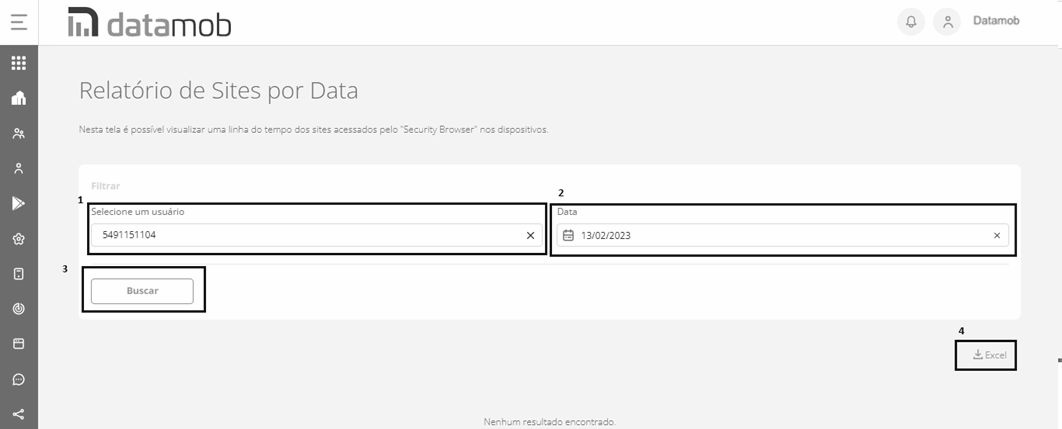 datamob
Datamob
Relatório de Sites por Data
Nesta tela é possível visualizar uma linha do tempo dos sites acessados pelo "Security Browser" nos dispositivos.
Filtrar
1
2
Selecione um usuário
Data
5491151104
13/02/2023
3
Buscar
4
Excel
Nenhum resultado encontrado.